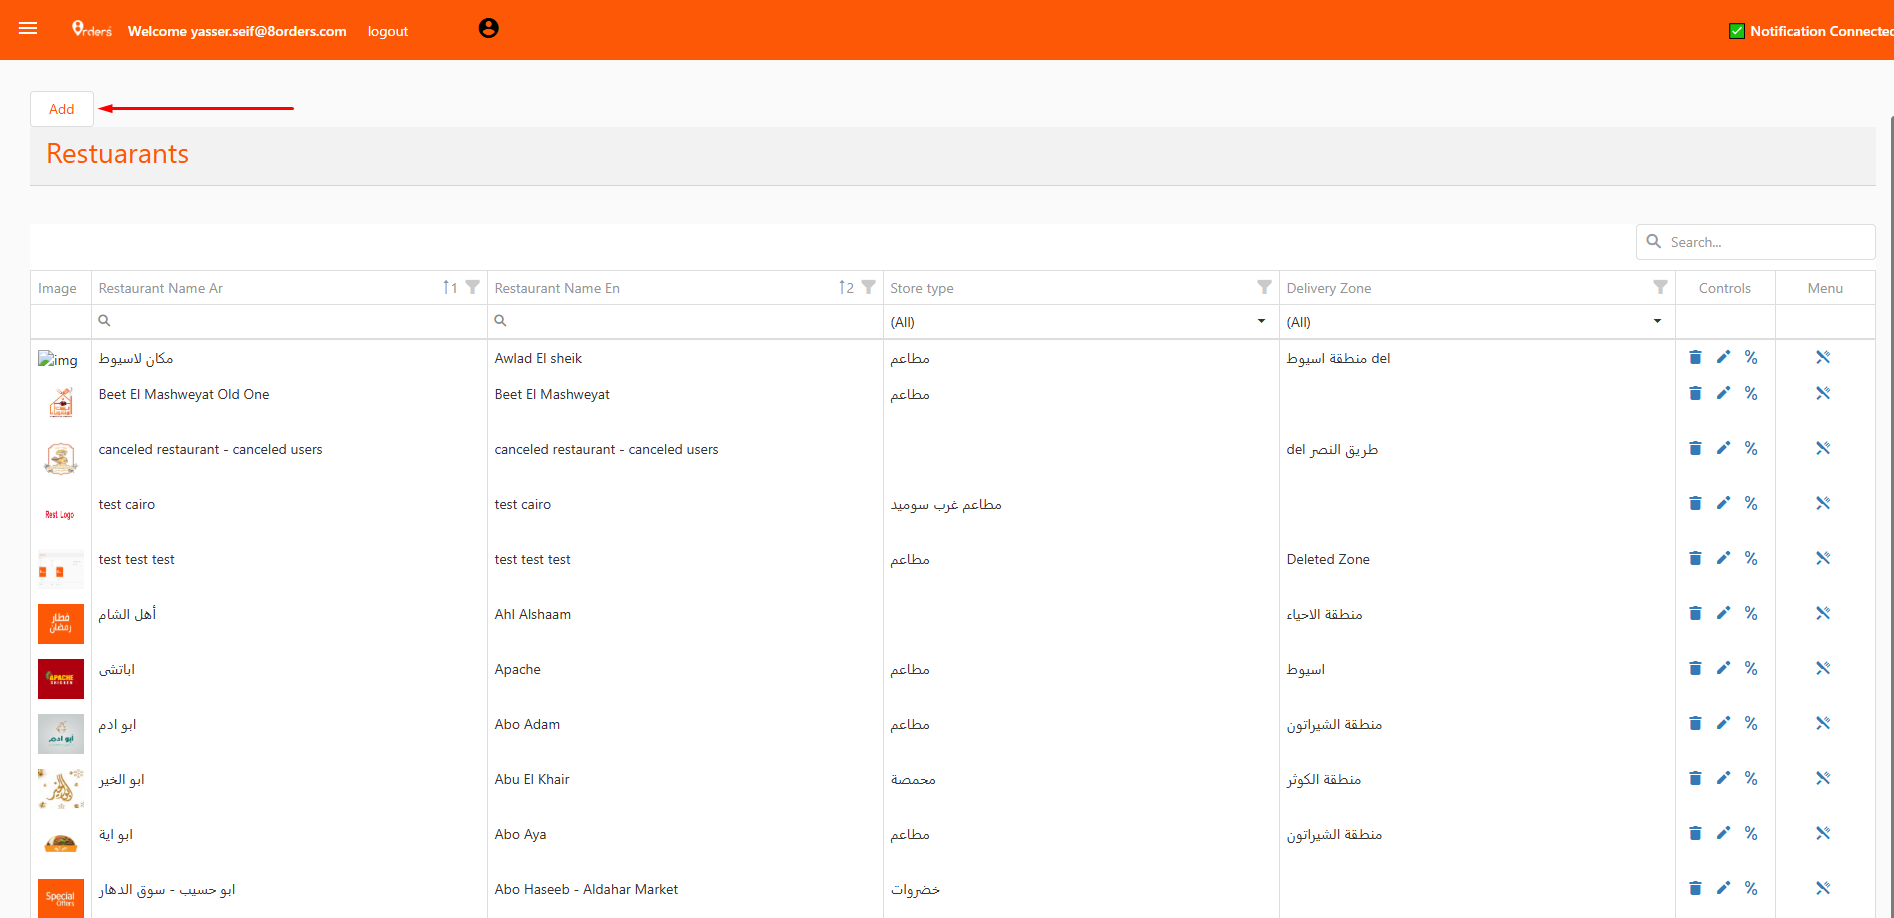 8rders Welcome yasser.seif@8orders.com logout Notification Connected
Add
Restuarants
Search...
Image Restaurant Name Ar 1 Restaurant Name En 2 Store type Delivery Zone Controls Menu
(All) (All)
img مكان لاسيوط Awlad El sheik مطاعم منطقة اسيوط del
Beet El Mashweyat Old One Beet El Mashweyat مطاعم
canceled restaurant - canceled users canceled restaurant - canceled users del طريق النصر
Rest Logo test cairo test cairo مطاعم غرب سوميد
test test test test test test مطاعم Deleted Zone
فطار رمضان أهل الشام Ahl Alshaam منطقة الاحياء
APACHE CHICKEN اباتشى Apache مطاعم اسيوط
أبو ادم ابو ادم Abo Adam مطاعم منطقة الشيراتون
ابو الخير Abu El Khair محمصة منطقة الكوثر
ابو اية Abo Aya مطاعم منطقة الشيراتون
Special Offers ابو حسيب - سوق الدهار Abo Haseeb - Aldahar Market خضروات